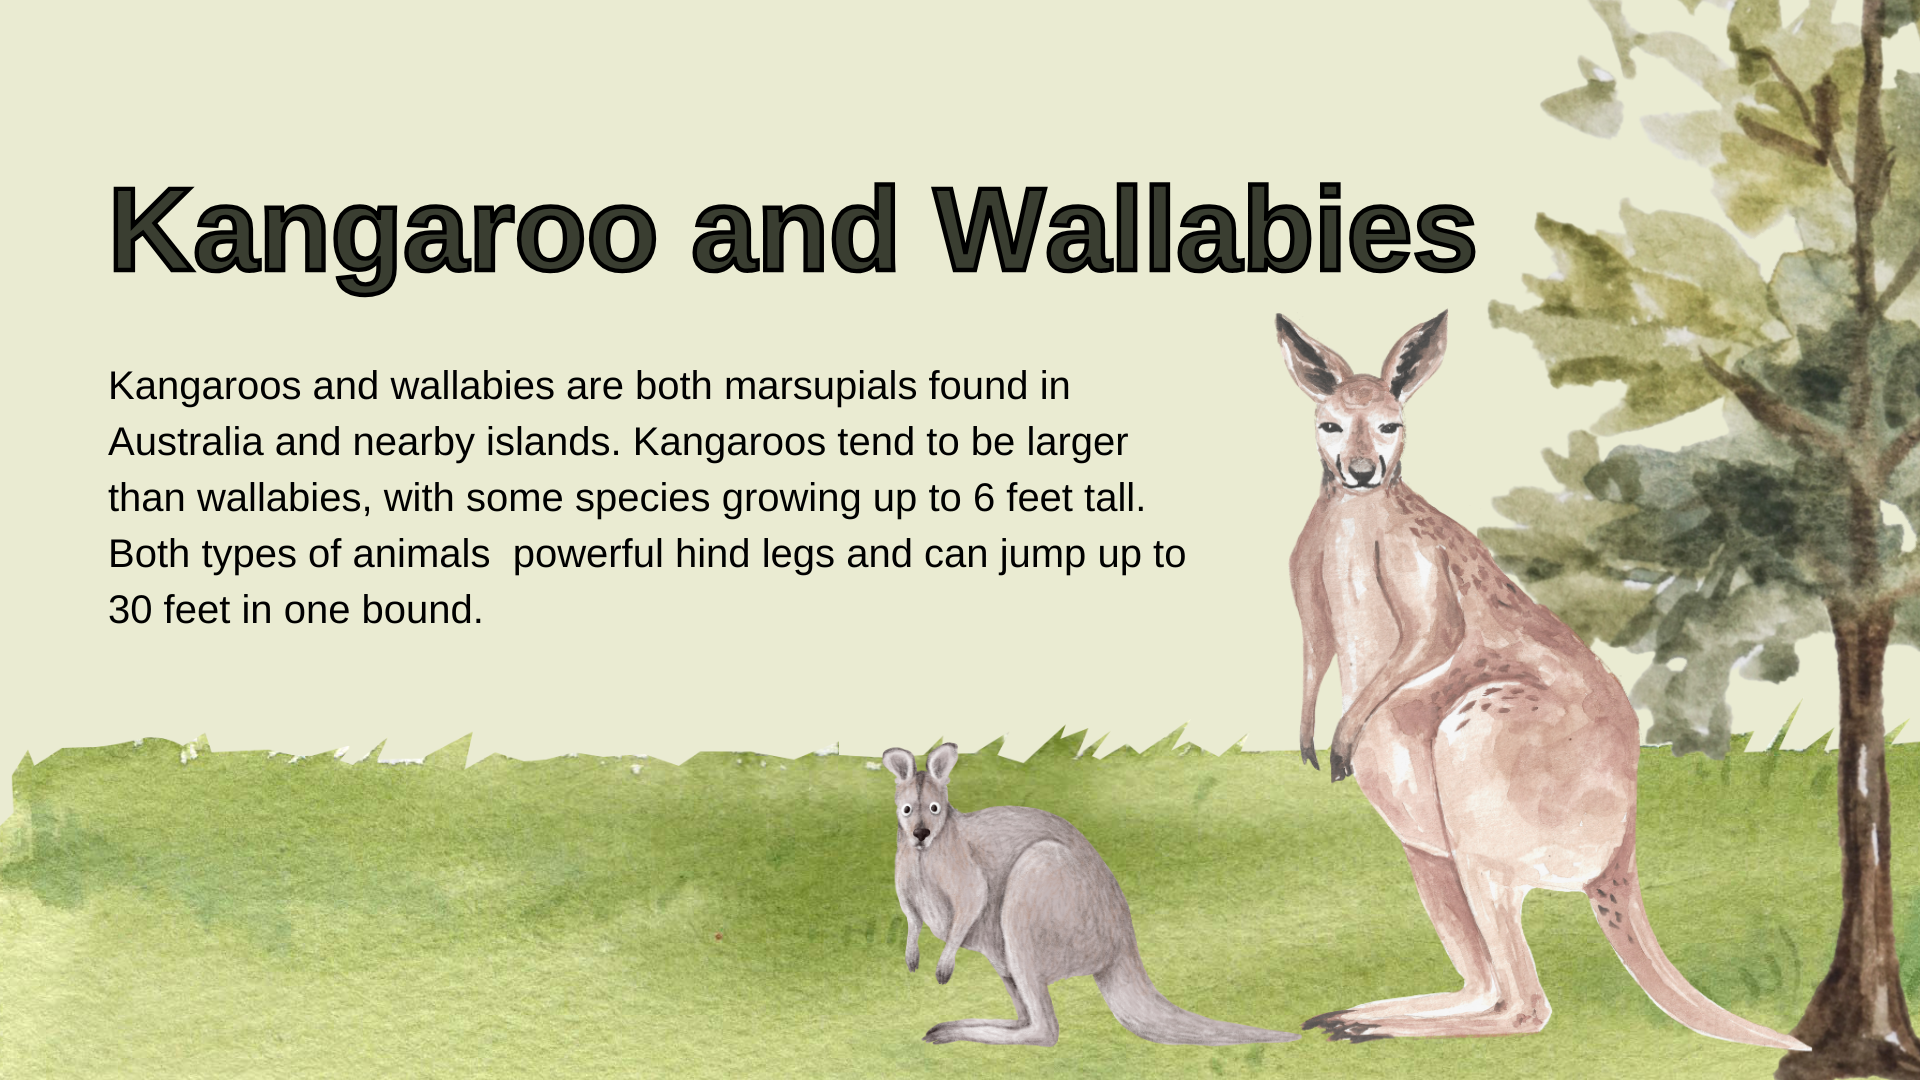 Kangaroo and Wallabies
Kangaroos and wallabies are both marsupials found in
Australia and nearby islands. Kangaroos tend to be larger
than wallabies, with some species growing up to 6 feet tall.
Both types of animals  powerful hind legs and can jump up to
30 feet in one bound.